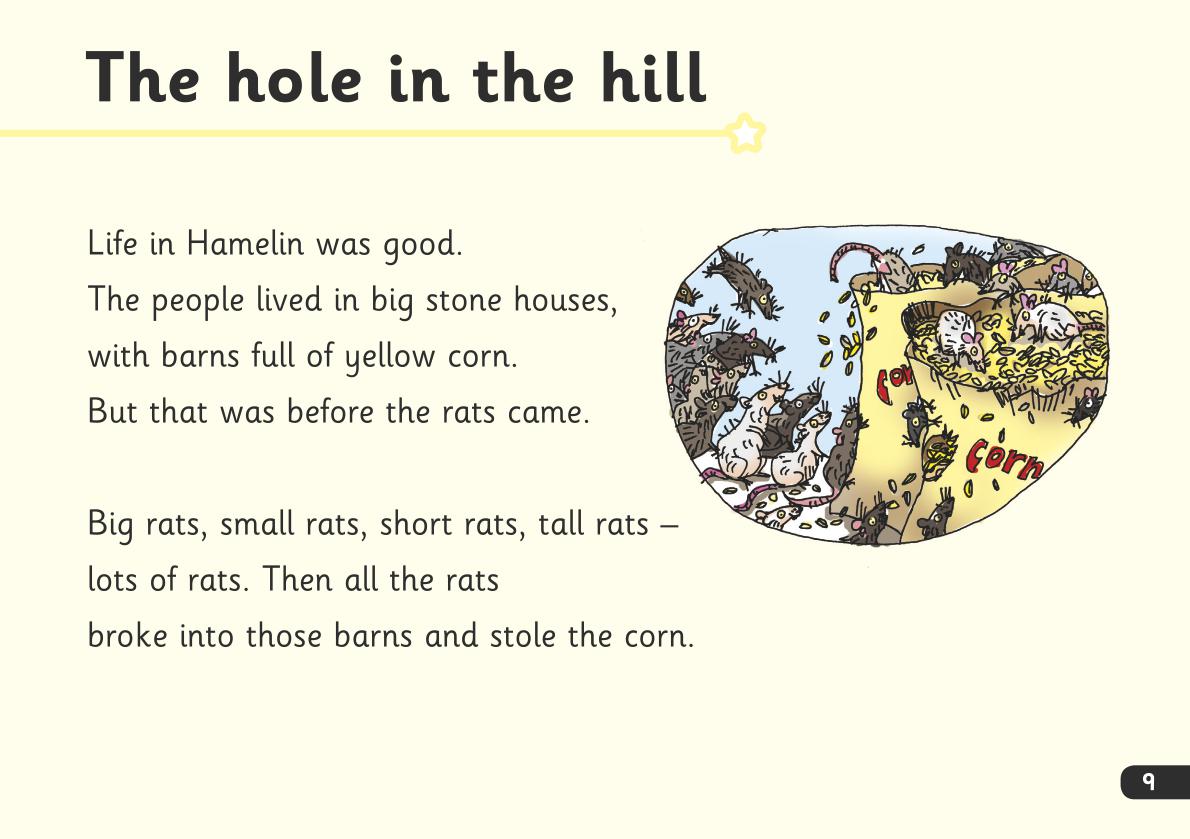 The hole in the hill
Life in Hamelin was good.
The people lived in big stone houses,
with barns full of yellow corn.
But that was before the rats came.
Big rats, small rats, short rats, tall rats –
lots of rats. Then all the rats
broke into those barns and stole the corn.
cor
corn
9